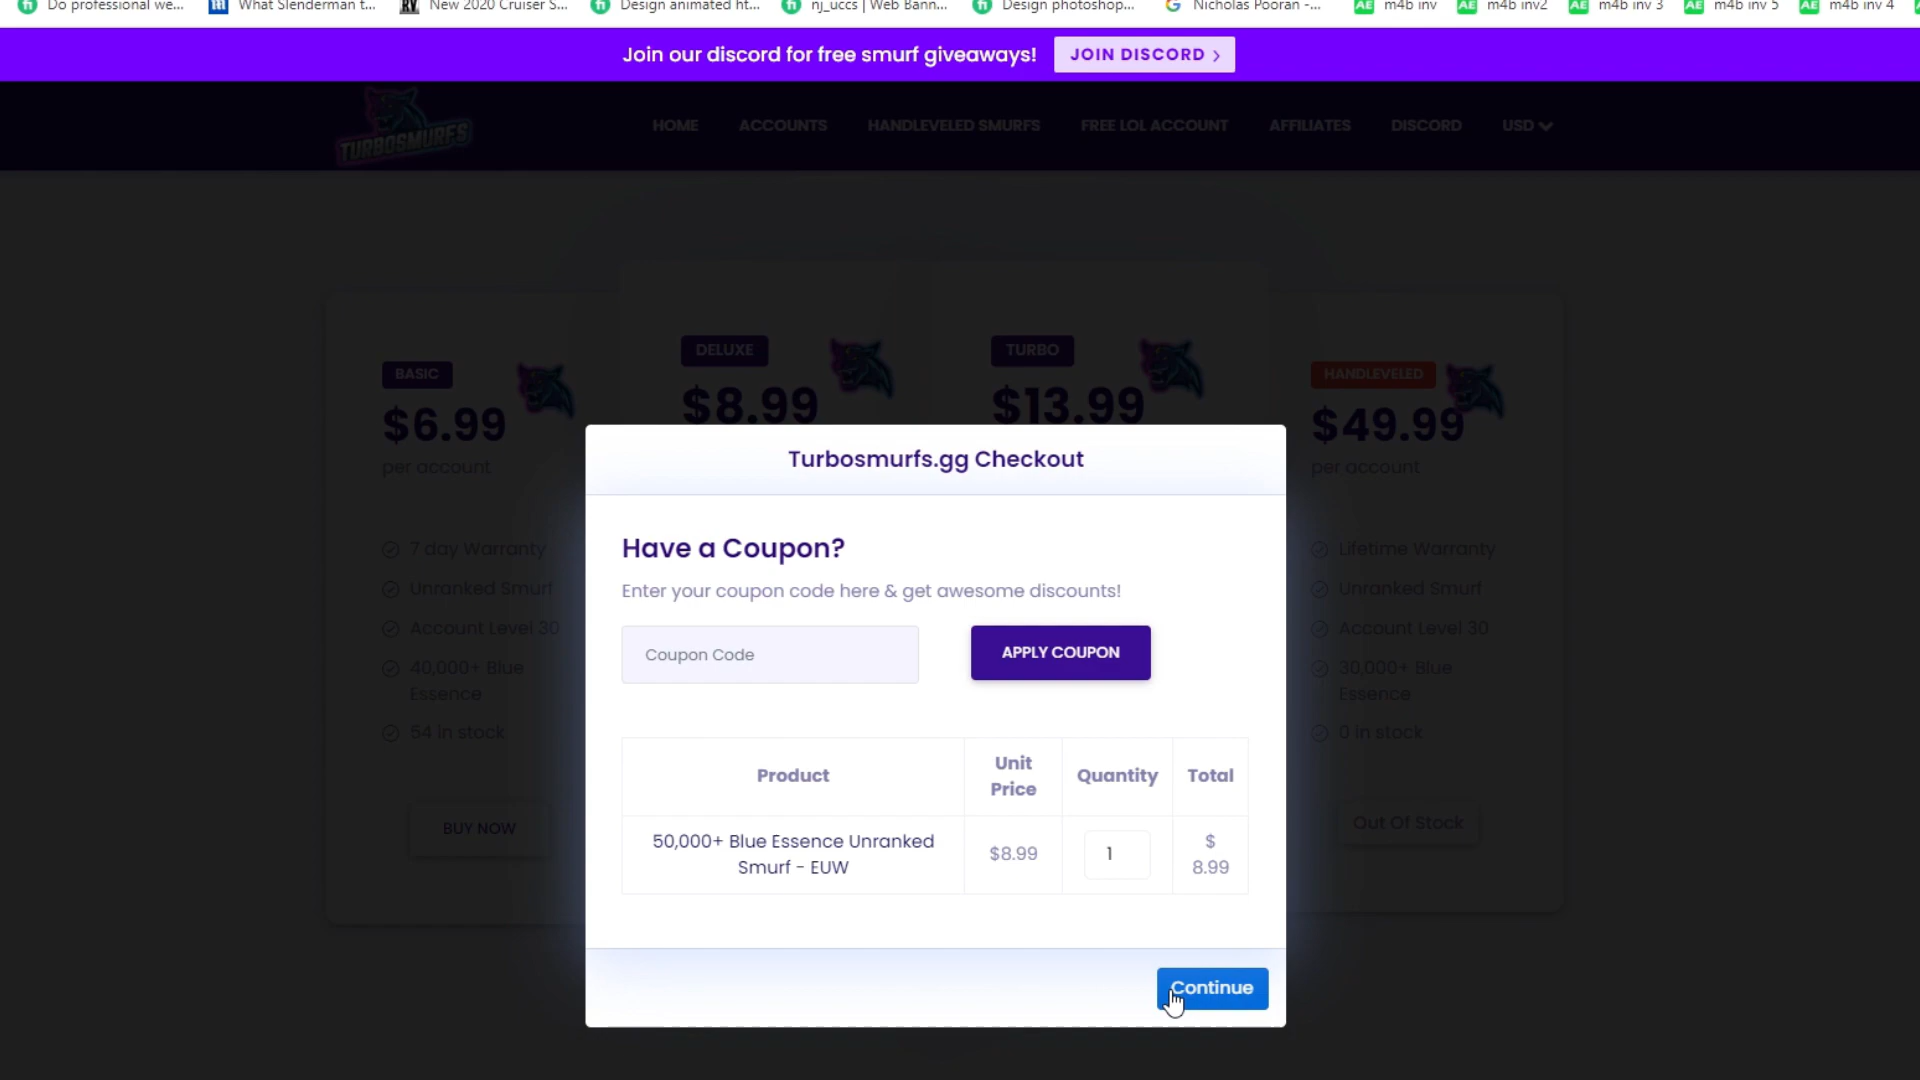 Do professional we...
What Slenderman t...
New 2020 Cruiser S...
Design animated ht...
nj_uccs | Web Bann...
Design photoshop...
Nicholas Pooran -...
m4b inv
m4b inv2
m4b inv 3
m4b inv 5
m4b inv 4
Join our discord for free smurf giveaways!
JOIN DISCORD >
TURBOSMURFS
HOME
ACCOUNTS
HANDLEVELED SMURFS
FREE LOL ACCOUNT
AFFILIATES
DISCORD
USD
BASIC
$6.99
per account
7 day Warranty
Unranked Smurf
Account Level 30
40,000+ Blue
Essence
54 in stock
BUY NOW
DELUXE
$8.99
TURBO
$13.99
HANDLEVELED
$49.99
per account
Lifetime Warranty
Unranked Smurf
Account Level 30
30,000+ Blue
Essence
0 in stock
Out Of Stock
Turbosmurfs.gg Checkout
Have a Coupon?
Enter your coupon code here & get awesome discounts!
Coupon Code
APPLY COUPON
Product
Unit
Price
Quantity
Total
50,000+ Blue Essence Unranked
Smurf - EUW
$8.99
1
$
8.99
Continue